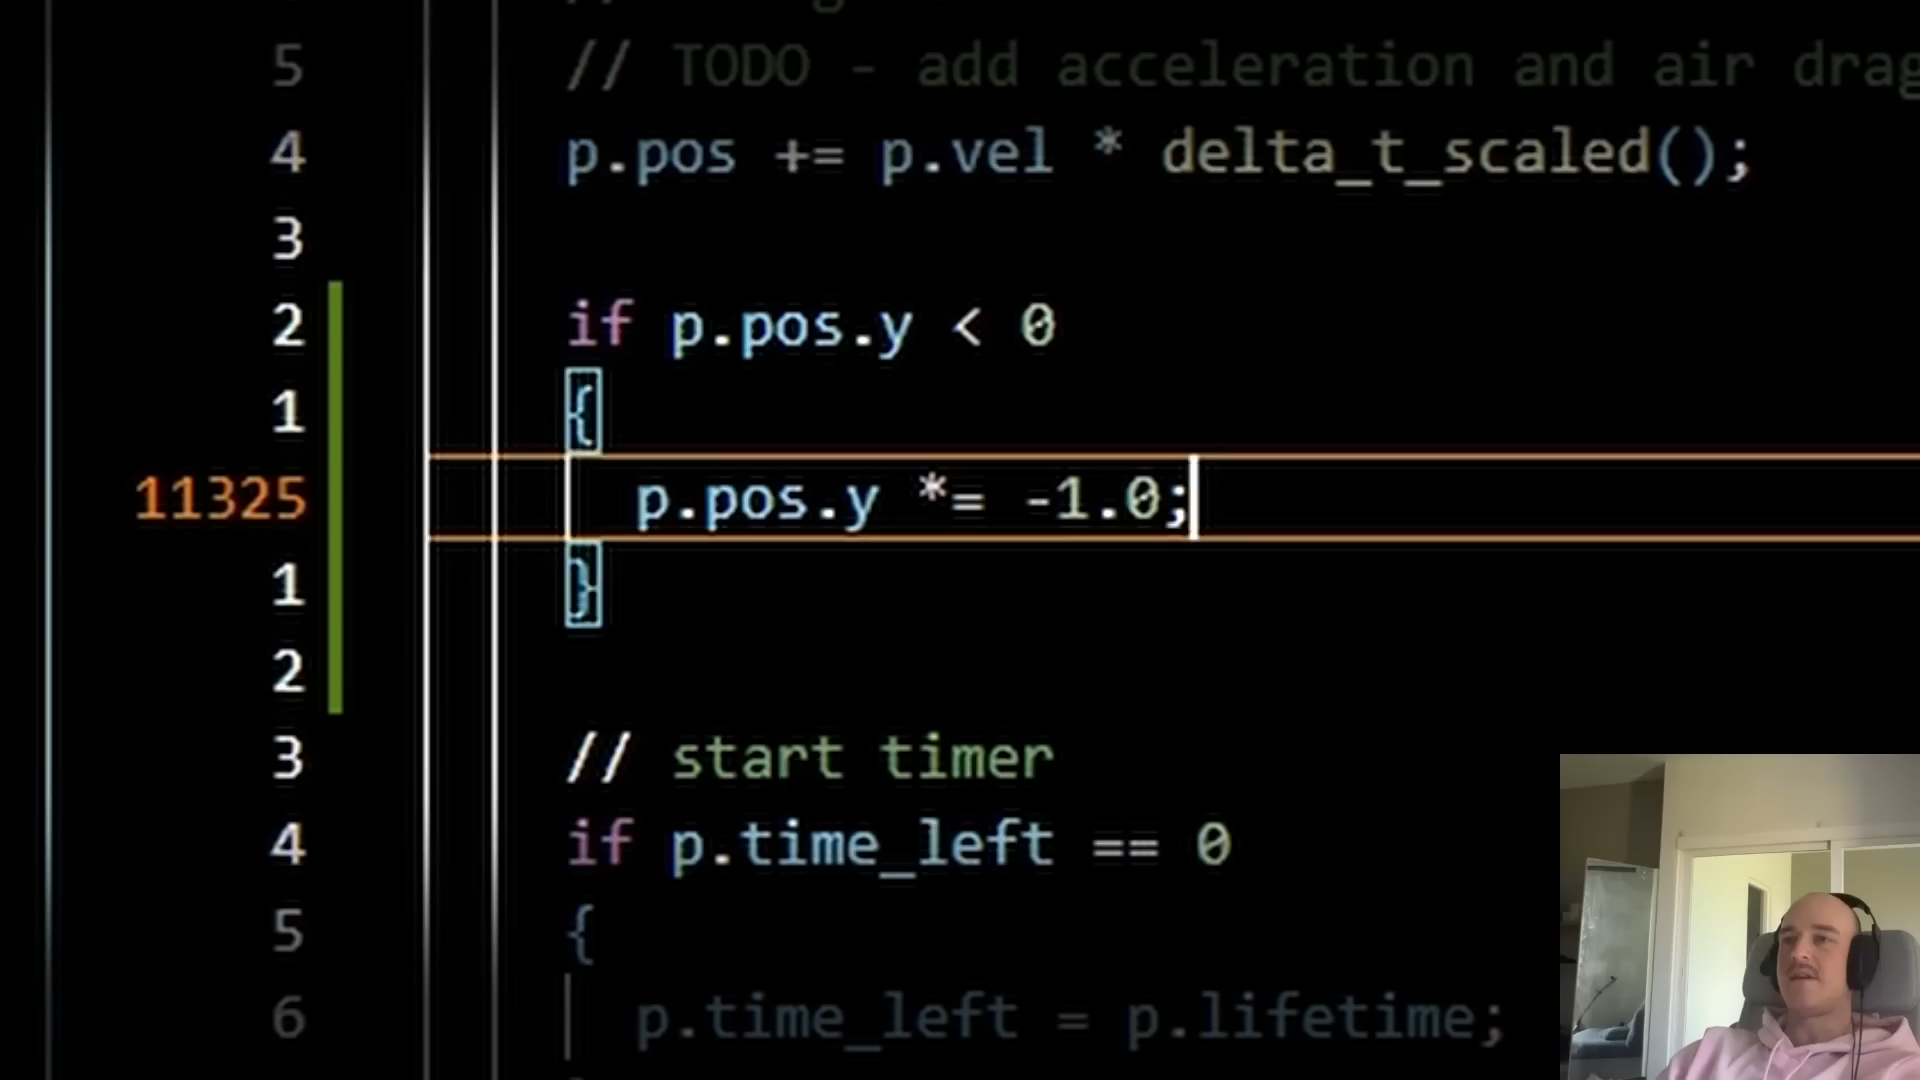 5 // TODO - add acceleration and air drag
4 p.pos += p.vel * delta_t_scaled();
3
2 if p.pos.y < 0
1 {
11325 p.pos.y *= -1.0;
1 }
2
3 // start timer
4 if p.time_left == 0
5 {
6 p.time_left = p.lifetime;